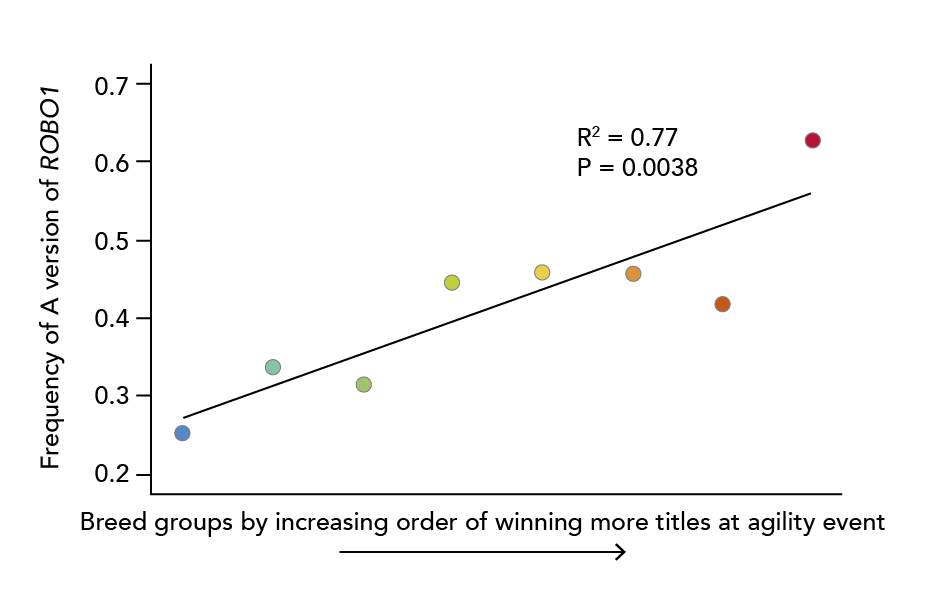 Frequency of A version of ROBO1
0.7
0.6
0.5
0.4
0.3
0.2
R² = 0.77
P = 0.0038
Breed groups by increasing order of winning more titles at agility event